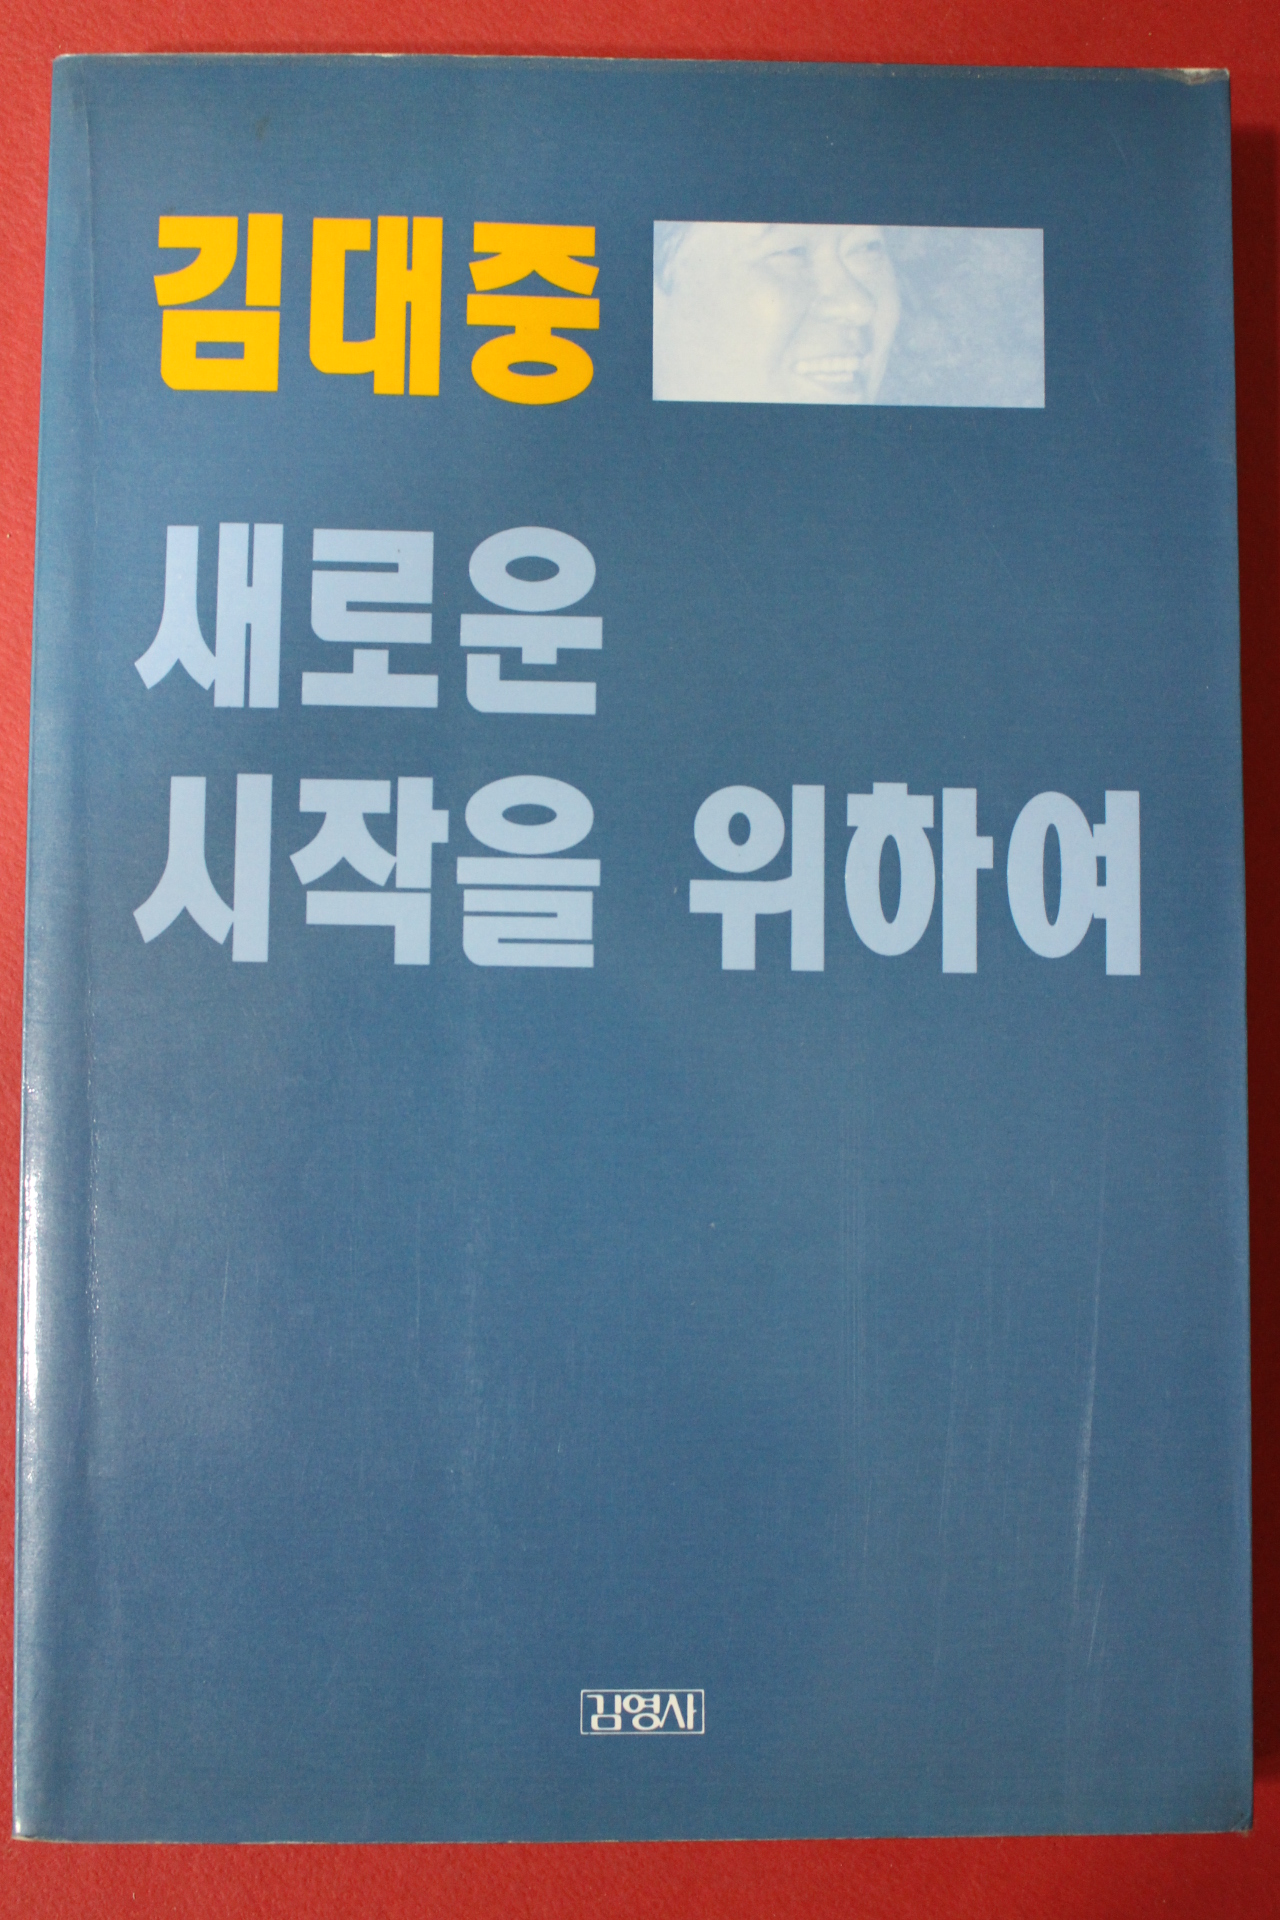 김대중
새로운
시작을 위하여
김영사